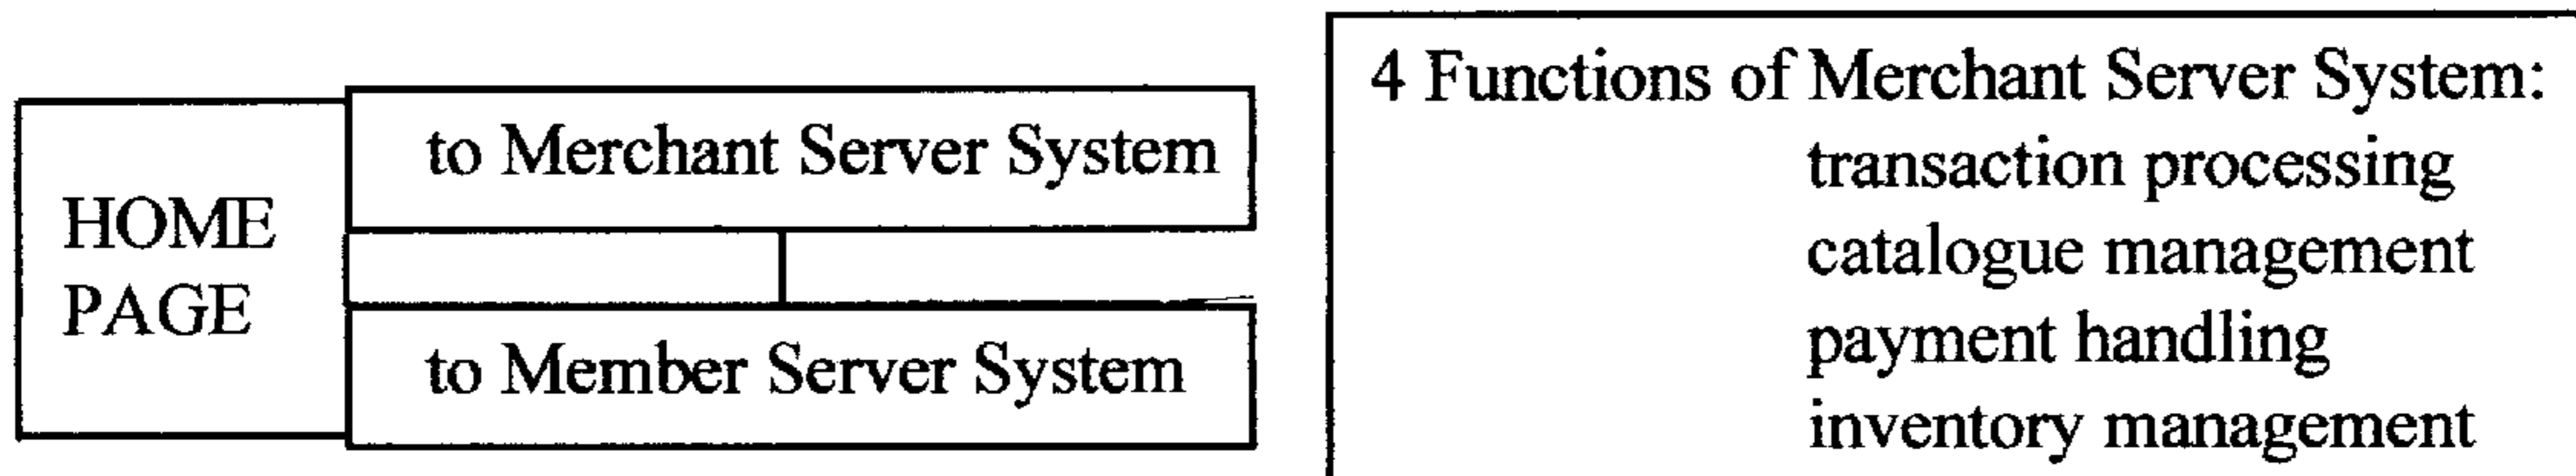 HOME
PAGE
to Merchant Server System
to Member Server System
4 Functions of Merchant Server System:
transaction processing
catalogue management
payment handling
inventory management